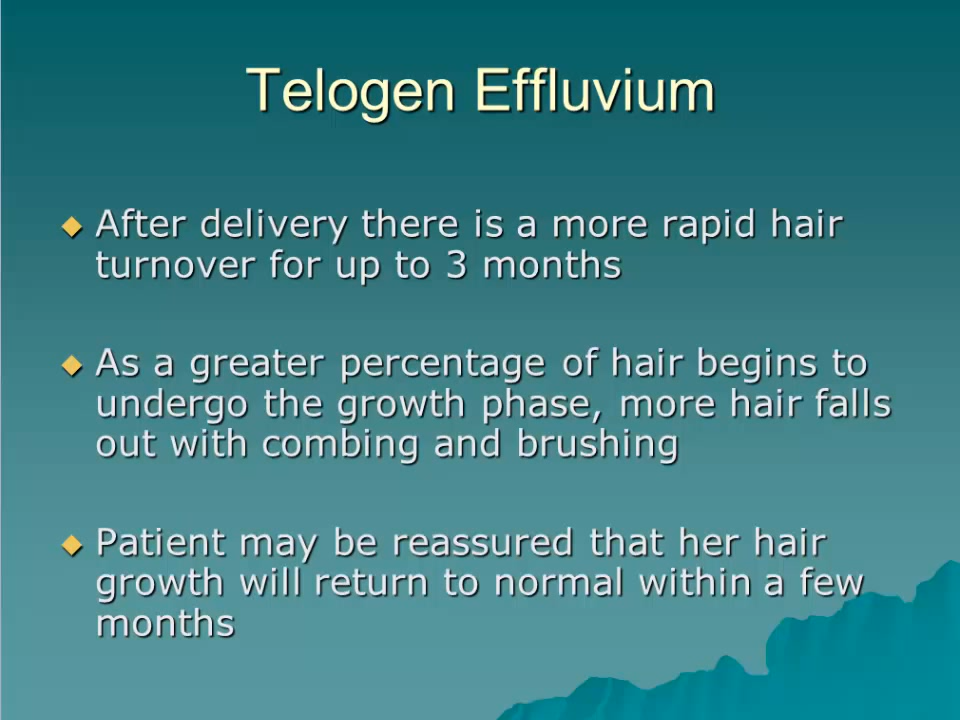 Telogen Effluvium
After delivery there is a more rapid hair
turnover for up to 3 months
As a greater percentage of hair begins to
undergo the growth phase, more hair falls
out with combing and brushing
Patient may be reassured that her hair
growth will return to normal within a few
months